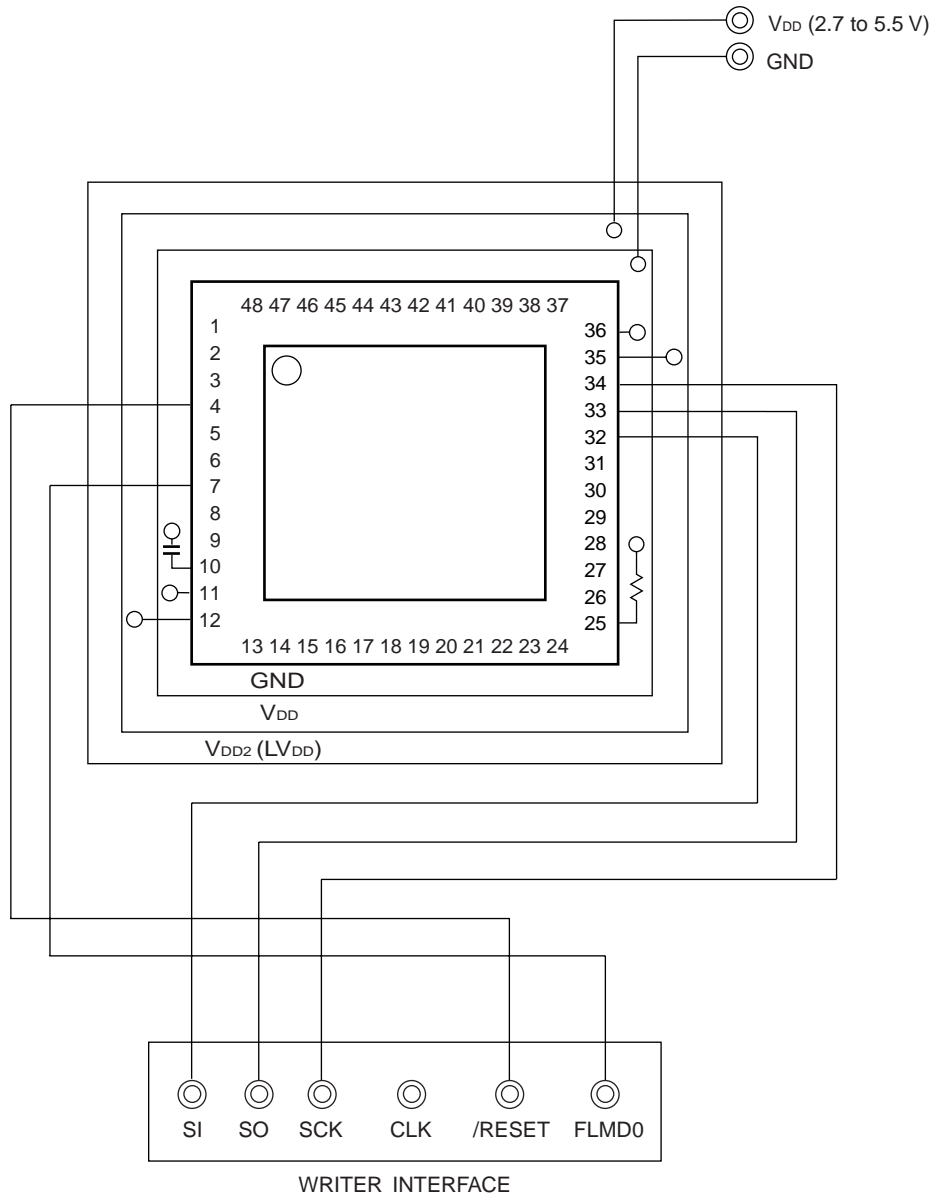 VDD (2.7 to 5.5 V)
GND
48 47 46 45 44 43 42 41 40 39 38 37
1
2
3
4
5
6
7
8
9
10
11
12
36
35
34
33
32
31
30
29
28
27
26
25
13 14 15 16 17 18 19 20 21 22 23 24
GND
VDD
VDD2 (LVDD)
SI SO SCK CLK /RESET FLMD0
WRITER INTERFACE